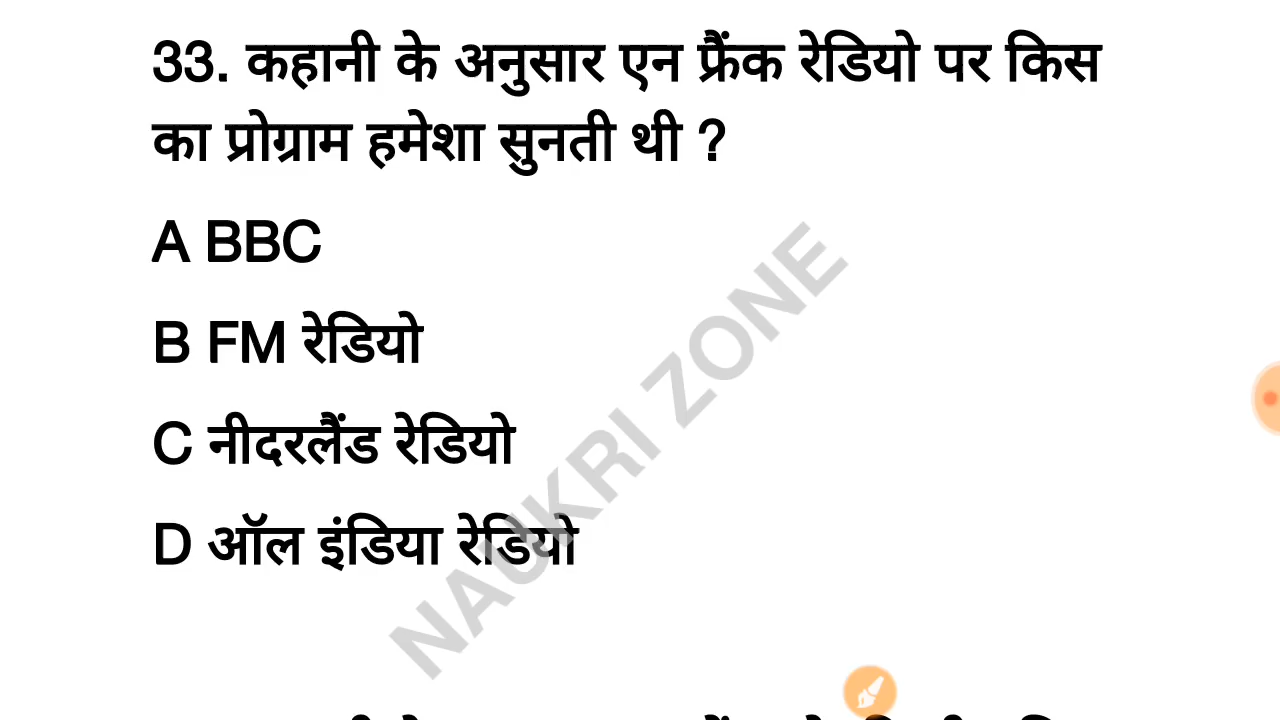 33. कहानी के अनुसार एन फ्रैंक रेडियो पर किस
का प्रोग्राम हमेशा सुनती थी ?
A BBC
B FM रेडियो
C नीदरलैंड रेडियो
D ऑल इंडिया रेडियो
NAUKRI ZONE